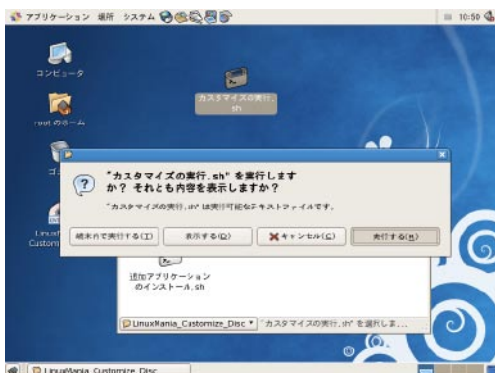 アプリケーション 場所 システム
10:50
コンピュータ
root のホーム
カスタマイズの実行.
sh
ゴ
"カスタマイズの実行.sh" を実行します
か? それとも内容を表示しますか?
"カスタマイズの実行.sh" は実行可能なテキストファイルです。
端末内で実行する(T)
表示する(D)
キャンセル(C)
実行する(R)
Linux
Custom
追加アプリケーション
のインストール.sh
LinuxMania_Customize_Disc
"カスタマイズの実行.sh" を選択しま...
LinuxMania_Customize_Disc